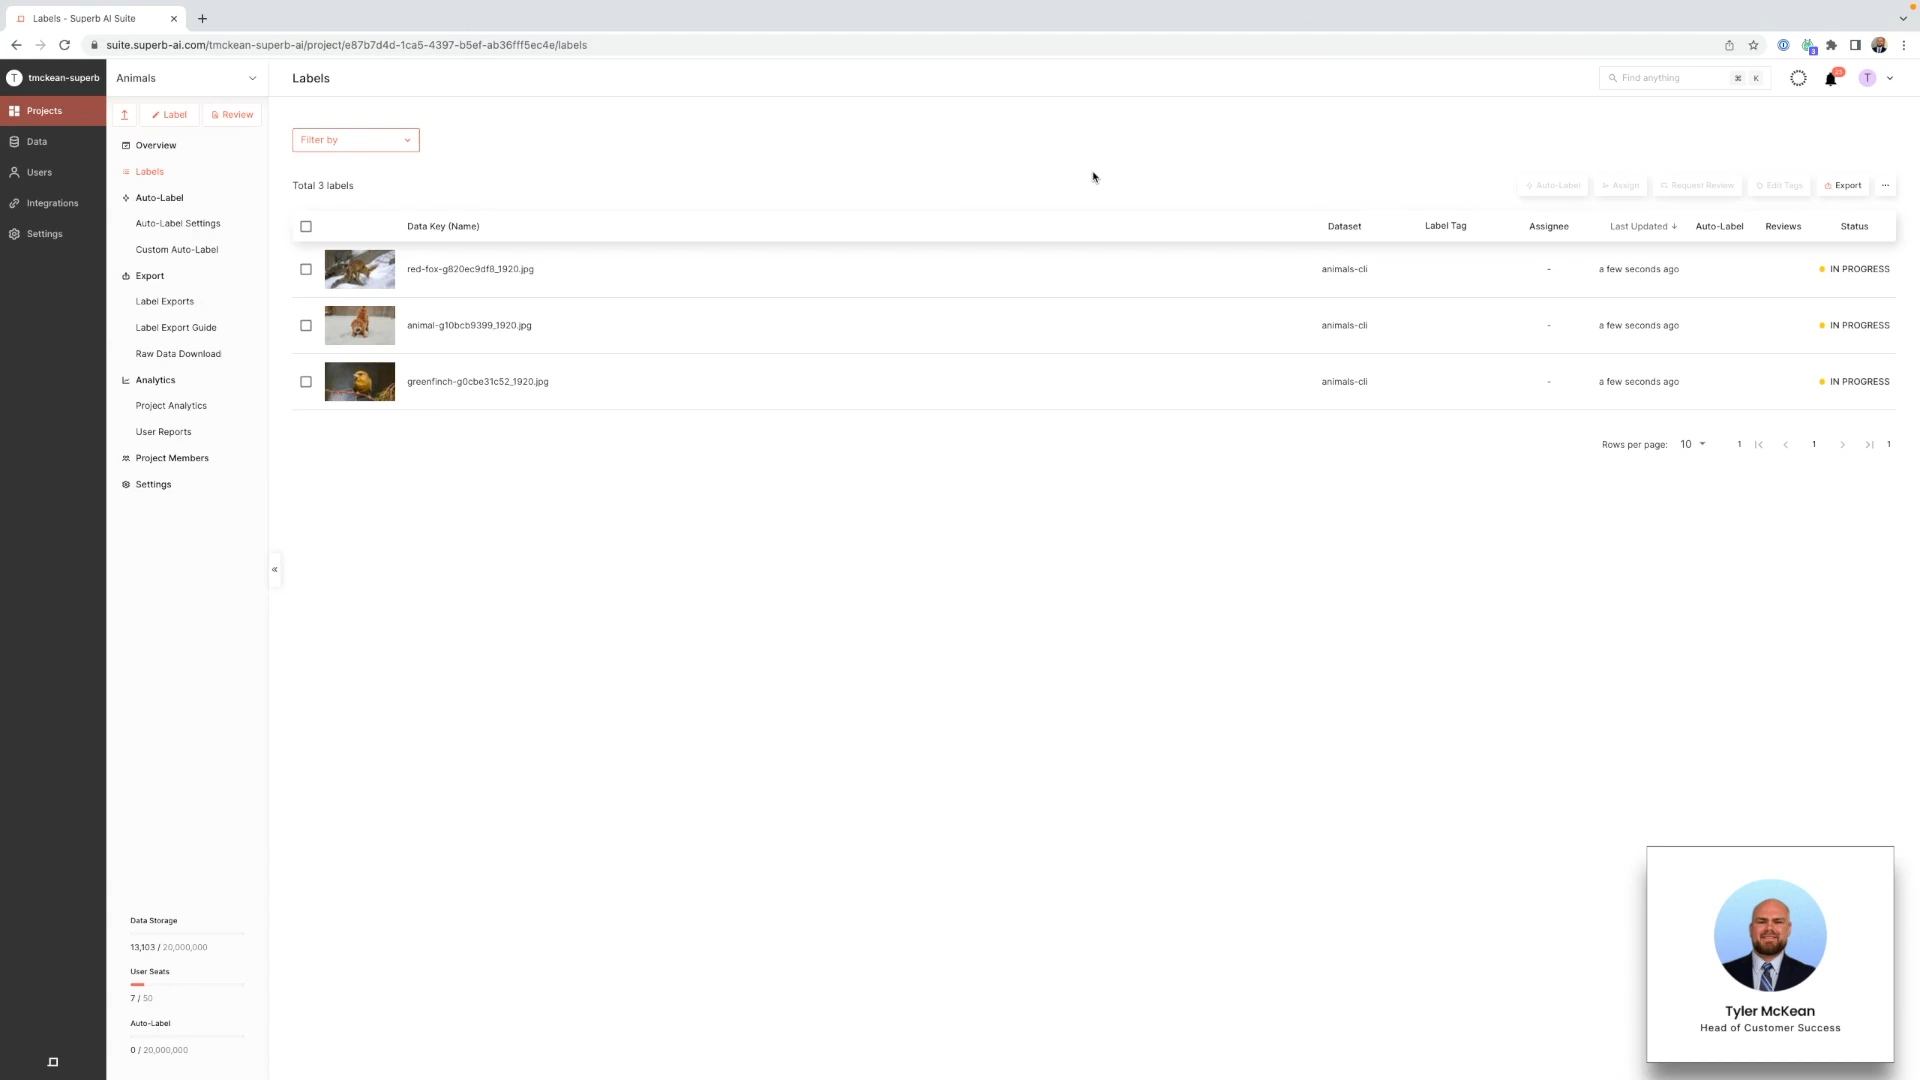 Labels - Superb AI Suite
suite.superb-ai.com/tmckean-superb-ai/project/e87b7d4d-1ca5-4397-b5ef-ab36fff5ec4e/labels
3
T tmckean-superb
Animals
Labels
Find anything ⌘ K
23
T
Projects
Data
Users
Integrations
Settings
Label
Review
Overview
Labels
Auto-Label
Auto-Label Settings
Custom Auto-Label
Export
Label Exports
Label Export Guide
Raw Data Download
Analytics
Project Analytics
User Reports
Project Members
Settings
Data Storage
13,103 / 20,000,000
User Seats
7 / 50
Auto-Label
0 / 20,000,000
Filter by
Total 3 labels
Auto-Label Assign Request Review Edit Tags Export ...
Data Key (Name) Dataset Label Tag Assignee Last Updated ↓ Auto-Label Reviews Status
red-fox-g820ec9df8_1920.jpg animals-cli - a few seconds ago IN PROGRESS
animal-g10bcb9399_1920.jpg animals-cli - a few seconds ago IN PROGRESS
greenfinch-g0cbe31c52_1920.jpg animals-cli - a few seconds ago IN PROGRESS
Rows per page: 10 1 |< < 1 > >| 1
Tyler McKean
Head of Customer Success